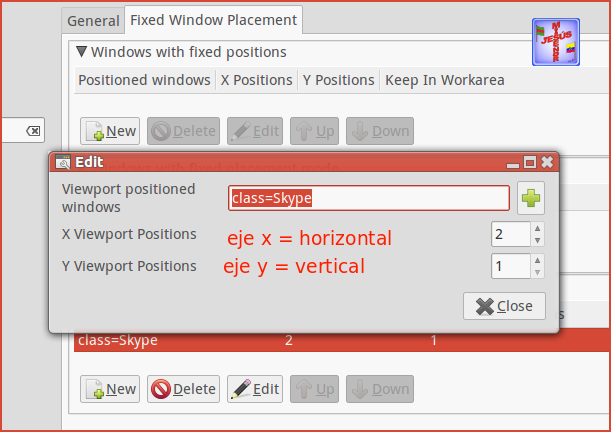 General
Fixed Window Placement
Windows with fixed positions
Positioned windows
X Positions
Y Positions
Keep In Workarea
New
Delete
Edit
Up
Down
Edit
Viewport positioned
windows
class=Skype
X Viewport Positions
eje x = horizontal
2
Y Viewport Positions
eje y = vertical
1
Close
class=Skype
2
1
New
Delete
Edit
Up
Down
JESÚS